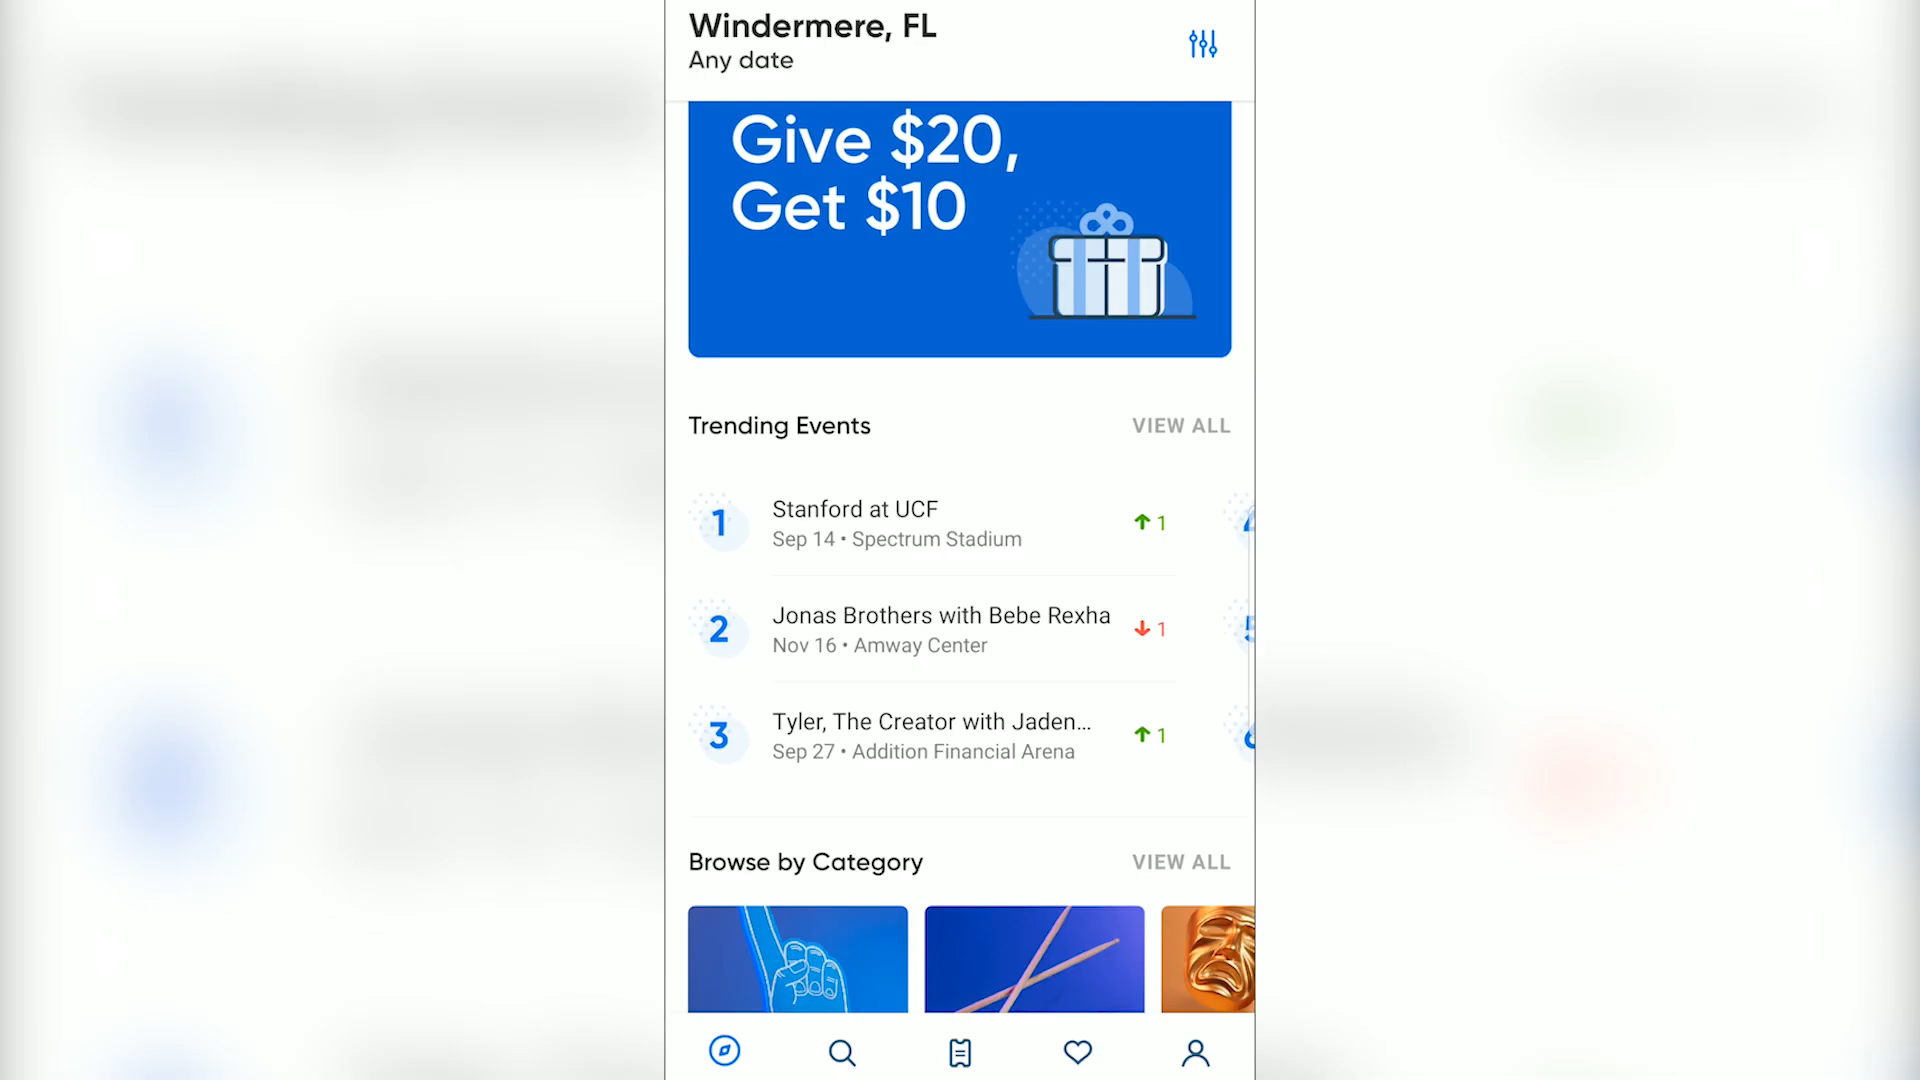 Windermere, FL
Any date
Give $20,
Get $10
Trending Events VIEW ALL
1 Stanford at UCF ↑ 1
Sep 14 • Spectrum Stadium
2 Jonas Brothers with Bebe Rexha ↓ 1
Nov 16 • Amway Center
3 Tyler, The Creator with Jaden... ↑ 1
Sep 27 • Addition Financial Arena
Browse by Category VIEW ALL